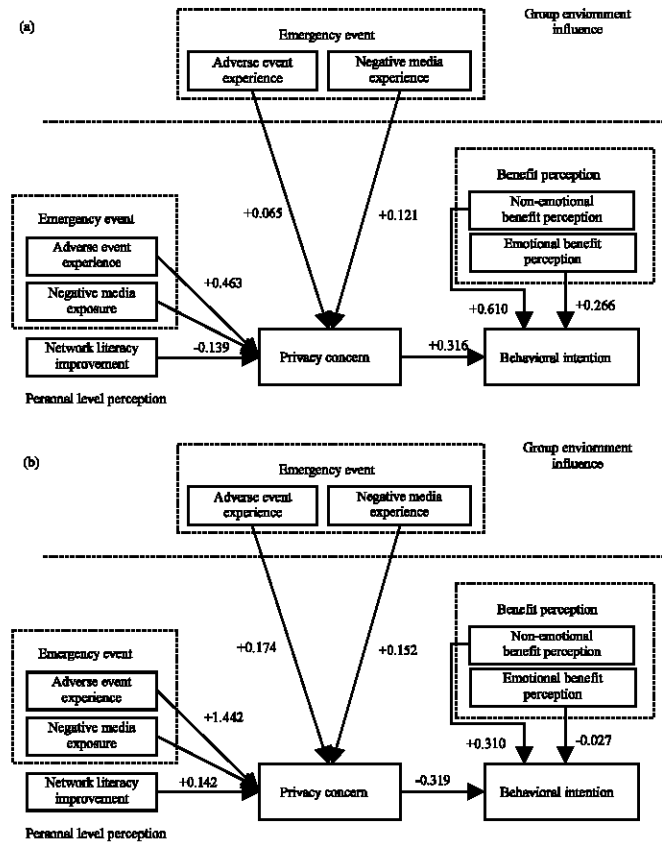 (a)
Group enviornment
influence
Emergency event
Adverse event
experience
Negative media
experience
Benefit perception
Non-emotional
benefit perception
Emotional benefit
perception
Emergency event
Adverse event
experience
Negative media
exposure
Network literacy
improvement
Personal level perception
+0.065
+0.121
+0.463
-0.139
Privacy concern
+0.316
+0.610
+0.266
Behavioral intention
(b)
Group enviornment
influence
Emergency event
Adverse event
experience
Negative media
experience
Benefit perception
Non-emotional
benefit perception
Emotional benefit
perception
Emergency event
Adverse event
experience
Negative media
exposure
Network literacy
improvement
Personal level perception
+0.174
+0.152
+1.442
+0.142
Privacy concern
-0.319
+0.310
-0.027
Behavioral intention